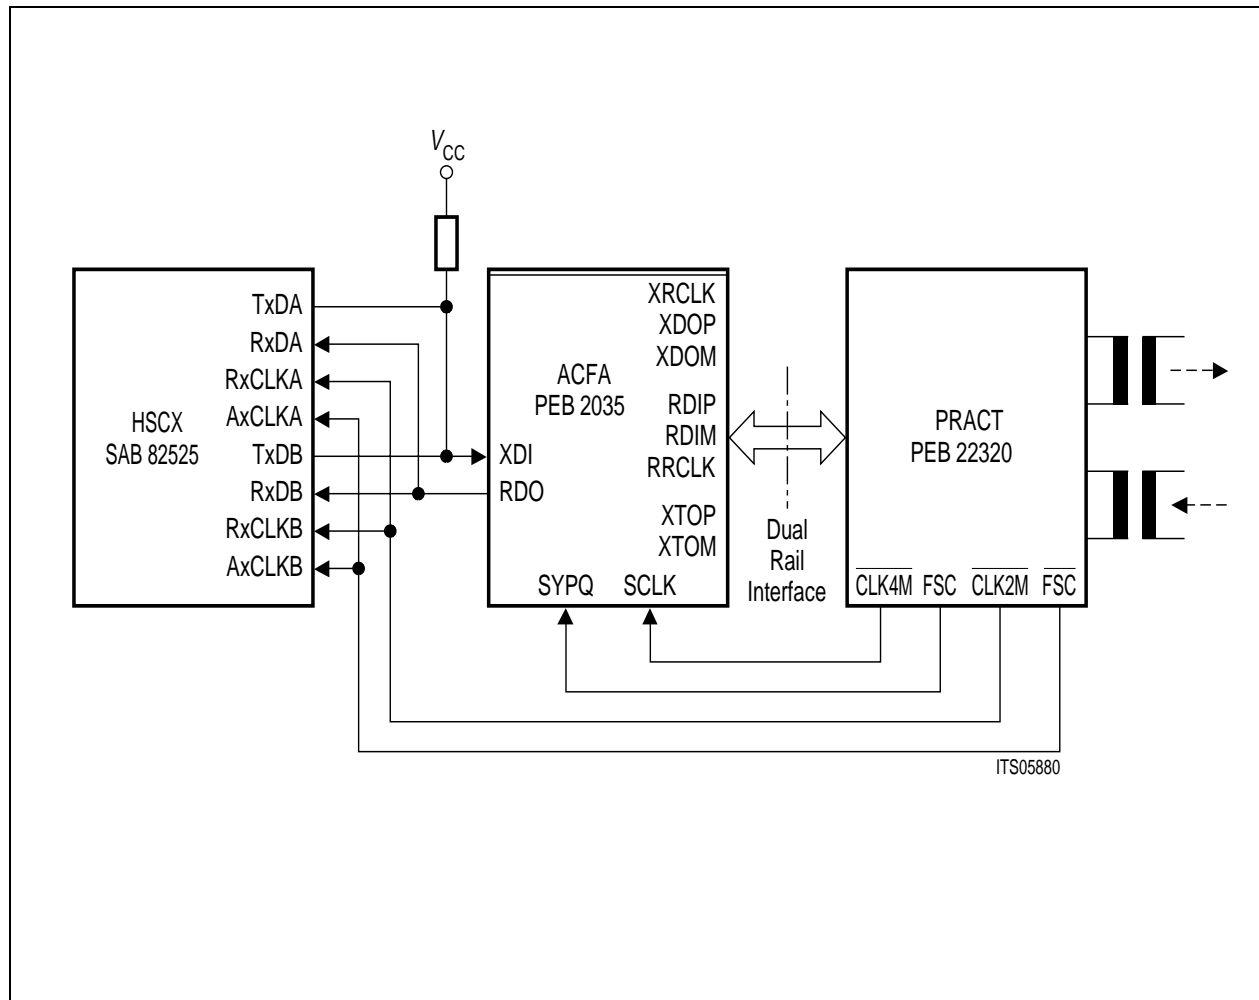 VCC
TxDA
RxDA
RxCLKA
AxCLKA
TxDB
RxDB
RxCLKB
AxCLKB
HSCX
SAB 82525
ACFA
PEB 2035
XRCLK
XDOP
XDOM
RDIP
RDIM
RRCLK
XTOP
XTOM
XDI
RDO
SYPQ SCLK
Dual
Rail
Interface
PRACT
PEB 22320
CLK4M FSC CLK2M FSC
ITS05880